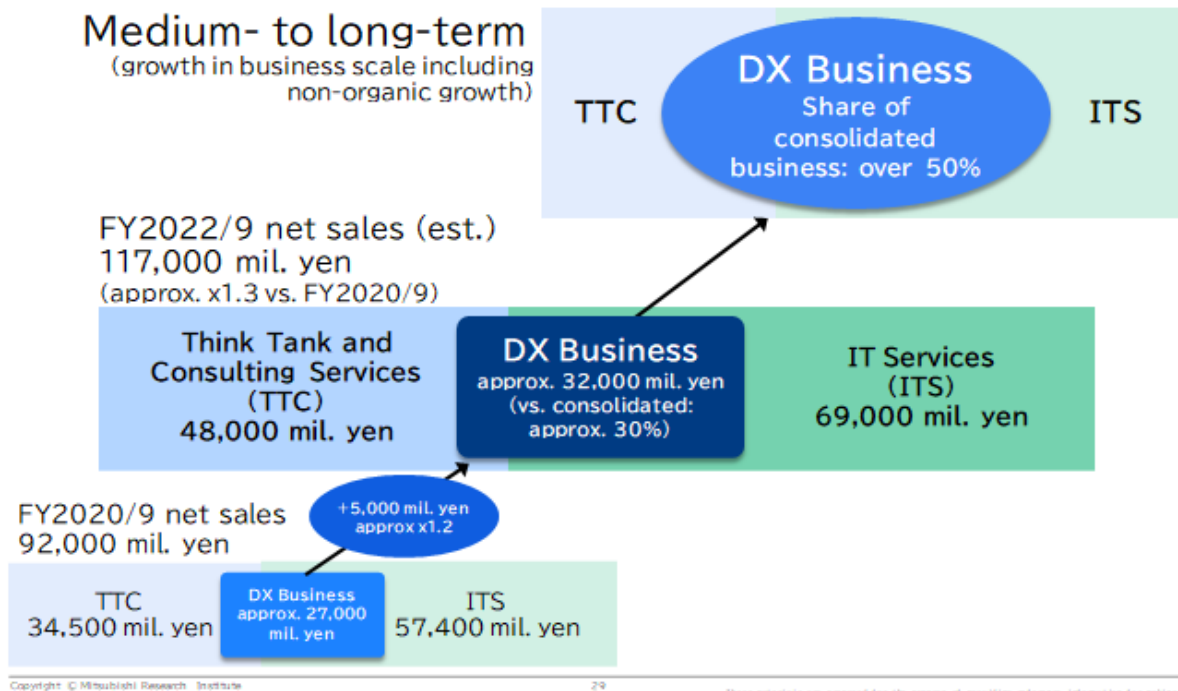 Medium- to long-term
(growth in business scale including
non-organic growth)
TTC
DX Business
Share of
consolidated
business: over 50%
ITS
FY2022/9 net sales (est.)
117,000 mil. yen
(approx. x1.3 vs. FY2020/9)
Think Tank and
Consulting Services
(TTC)
48,000 mil. yen
DX Business
approx. 32,000 mil. yen
(vs. consolidated:
approx. 30%)
IT Services
(ITS)
69,000 mil. yen
+5,000 mil. yen
approx x1.2
FY2020/9 net sales
92,000 mil. yen
TTC
34,500 mil. yen
DX Business
approx. 27,000
mil. yen
ITS
57,400 mil. yen
Copyright © Mitsubishi Research Institute
29